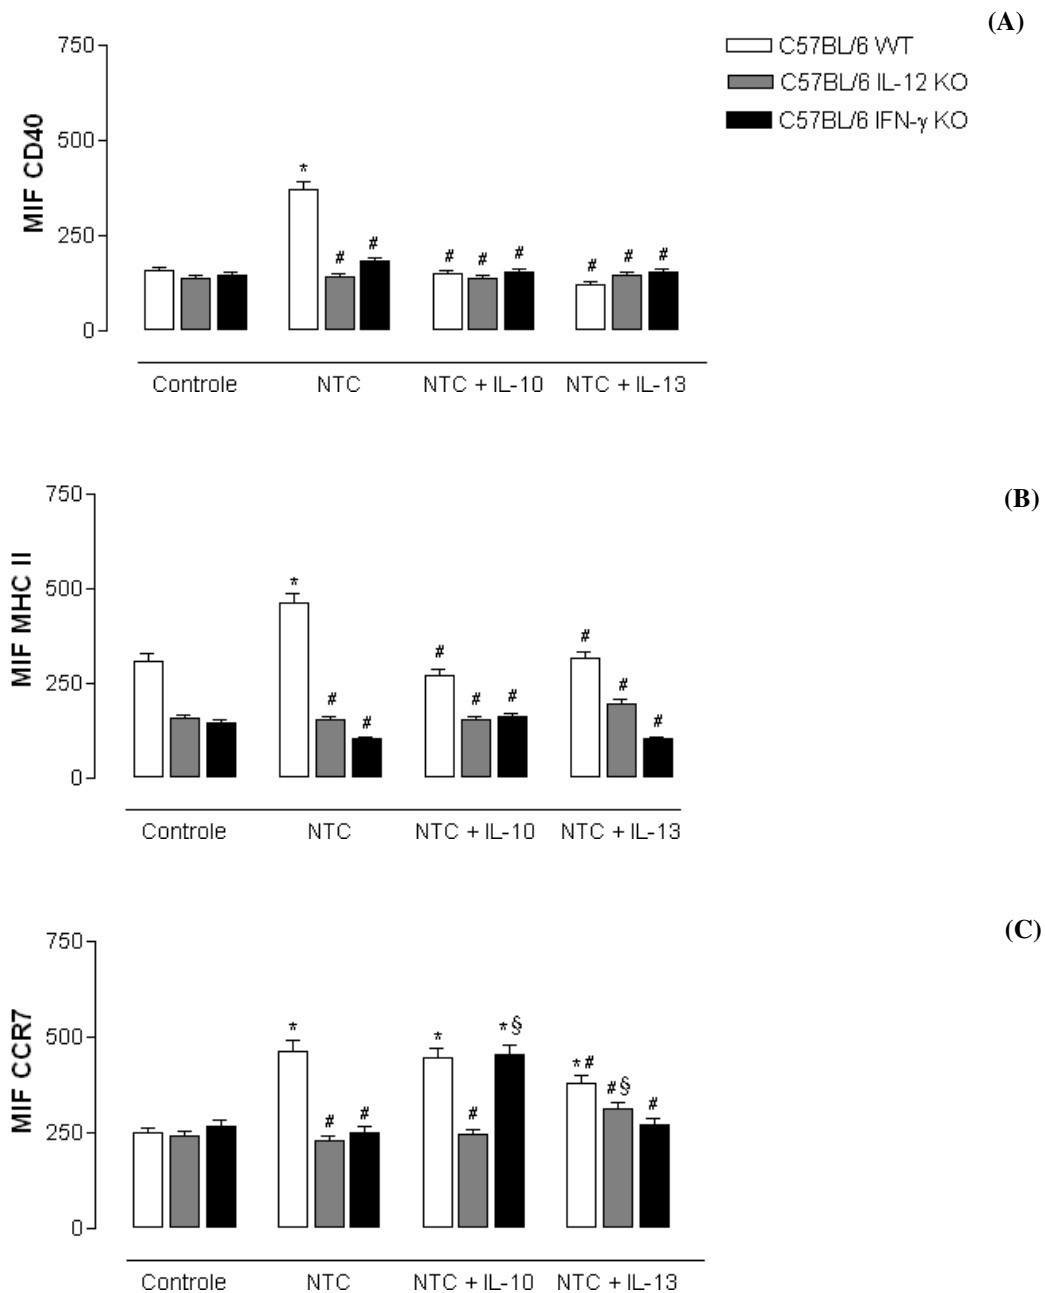 (A)
C57BL/6 WT
C57BL/6 IL-12 KO
C57BL/6 IFN-γ KO
MIF CD40
750
500
250
0
*
# #
# # #
# # #
Controle NTC NTC + IL-10 NTC + IL-13
(B)
MIF MHC II
750
500
250
0
*
# #
# # #
# # #
Controle NTC NTC + IL-10 NTC + IL-13
(C)
MIF CCR7
750
500
250
0
*
# #
* # *§
*# #§ #
Controle NTC NTC + IL-10 NTC + IL-13